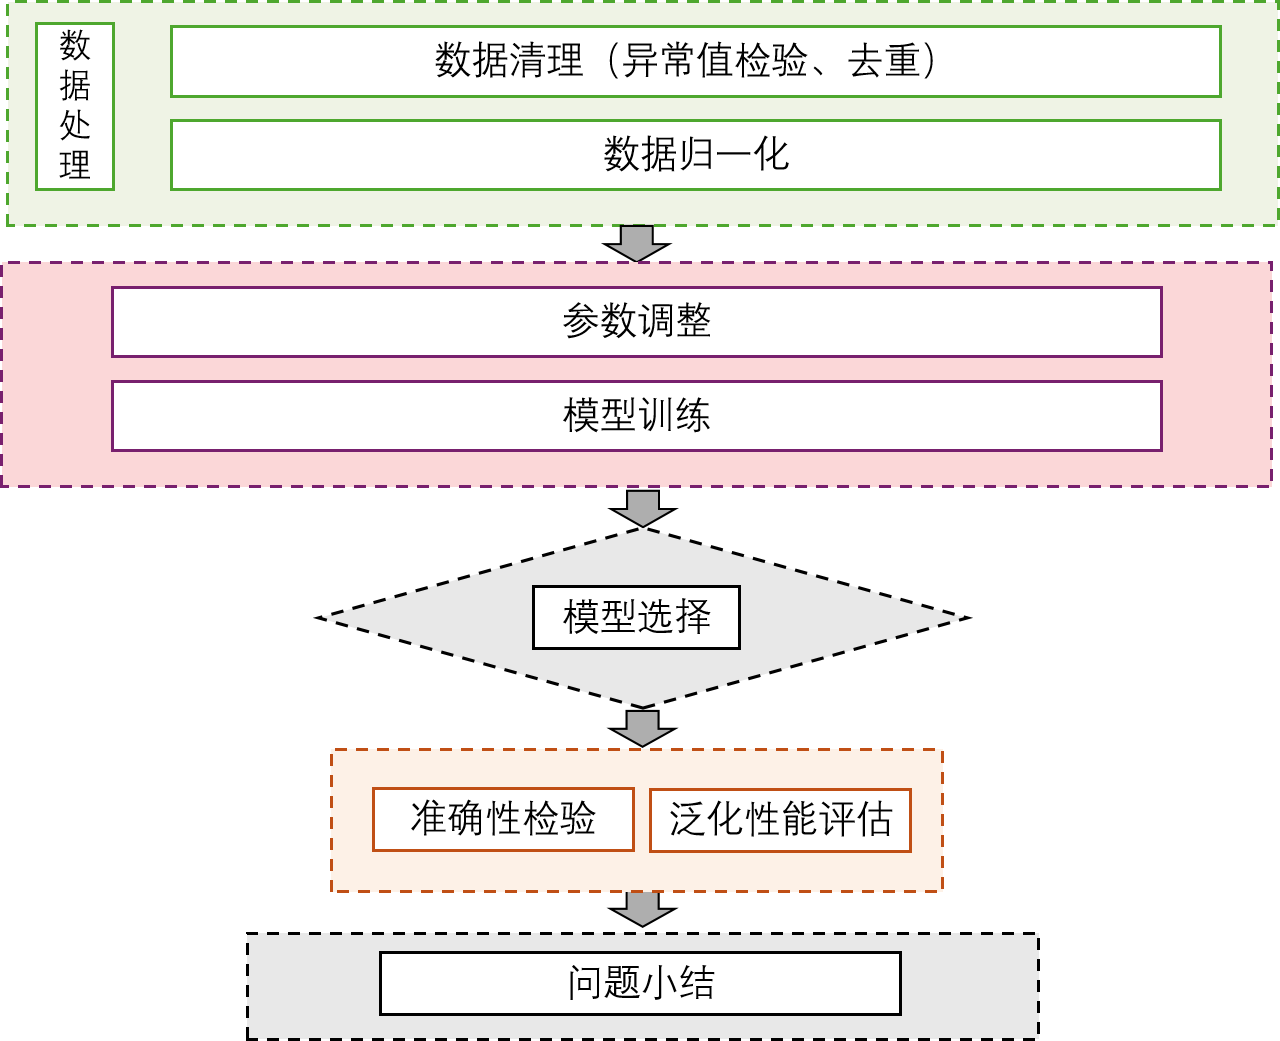 数据处理
数据清理（异常值检验、去重）
数据归一化
参数调整
模型训练
模型选择
准确性检验
泛化性能评估
问题小结